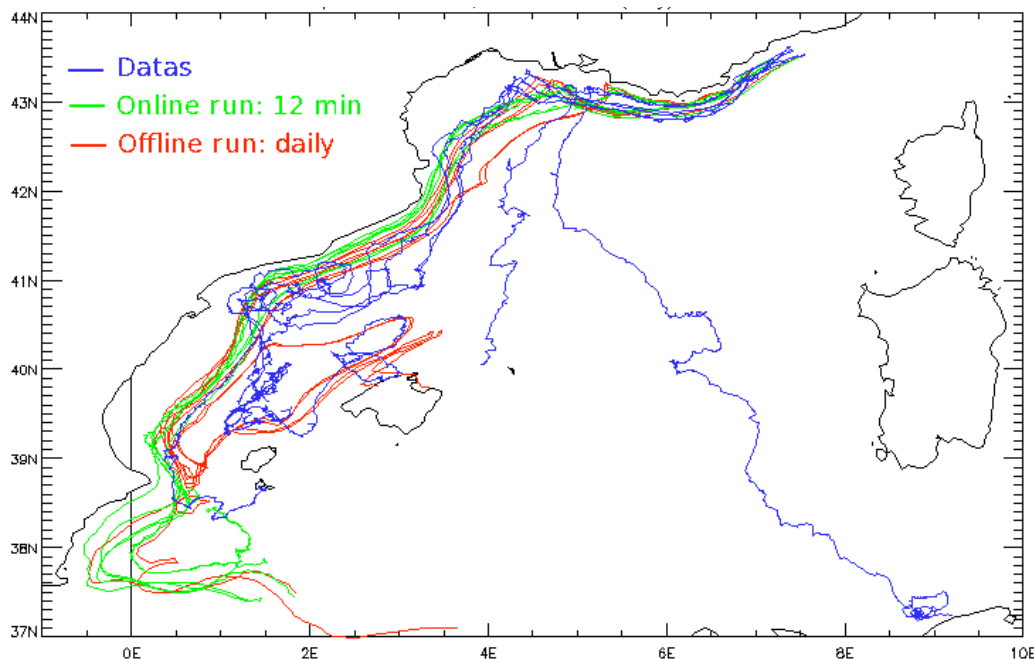 44N
43N
42N
41N
40N
39N
38N
37N
Datas
Online run: 12 min
Offline run: daily
0E
2E
4E
6E
8E
10E